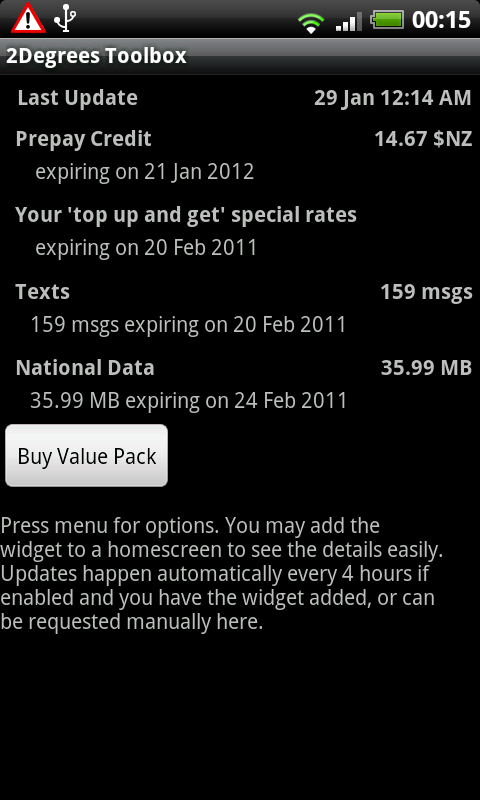 00:15
2Degrees Toolbox
Last Update 29 Jan 12:14 AM
Prepay Credit 14.67 $NZ
expiring on 21 Jan 2012
Your 'top up and get' special rates
expiring on 20 Feb 2011
Texts 159 msgs
159 msgs expiring on 20 Feb 2011
National Data 35.99 MB
35.99 MB expiring on 24 Feb 2011
Buy Value Pack
Press menu for options. You may add the
widget to a homescreen to see the details easily.
Updates happen automatically every 4 hours if
enabled and you have the widget added, or can
be requested manually here.